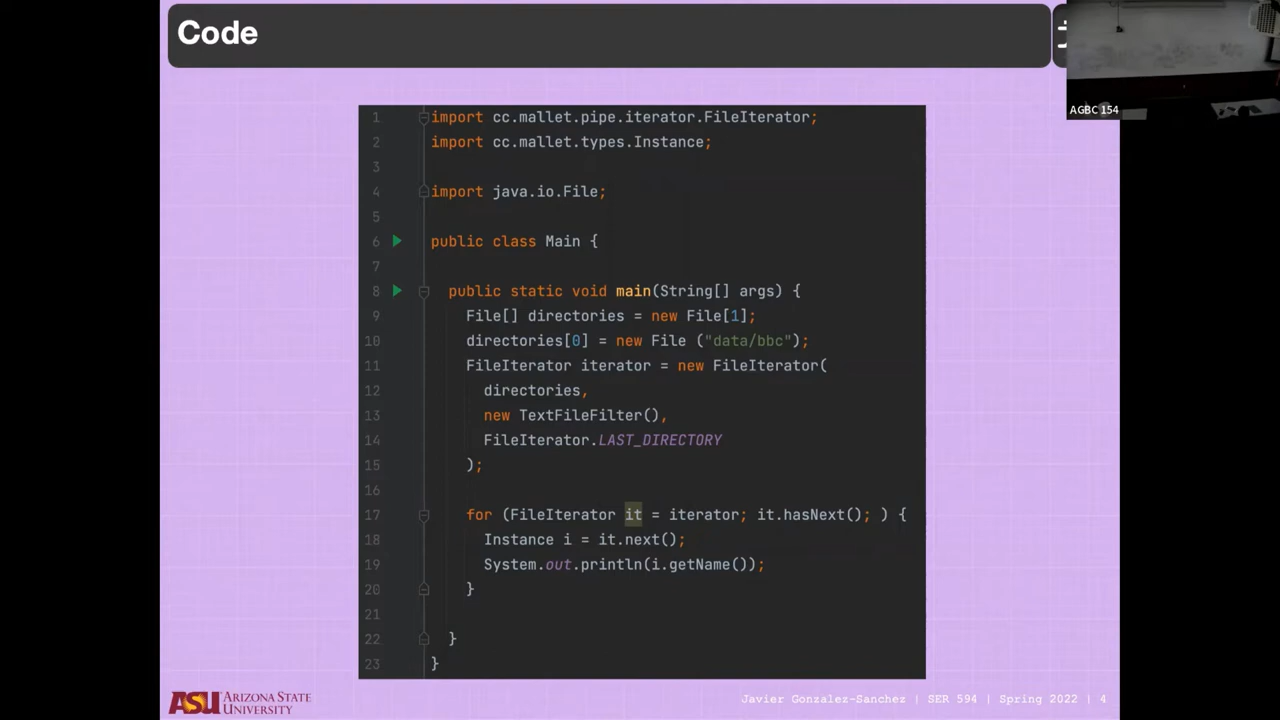 Code
AGBC 154
1 import cc.mallet.pipe.iterator.FileIterator;
2 import cc.mallet.types.Instance;
3
4 import java.io.File;
5
6 public class Main {
7
8 public static void main(String[] args) {
9 File[] directories = new File[1];
10 directories[0] = new File ("data/bbc");
11 FileIterator iterator = new FileIterator(
12 directories,
13 new TextFileFilter(),
14 FileIterator.LAST_DIRECTORY
15 );
16
17 for (FileIterator it = iterator; it.hasNext(); ) {
18 Instance i = it.next();
19 System.out.println(i.getName());
20 }
21
22 }
23 }
ASU ARIZONA STATE
UNIVERSITY
Javier Gonzalez-Sanchez | SER 594 | Spring 2022 | 4